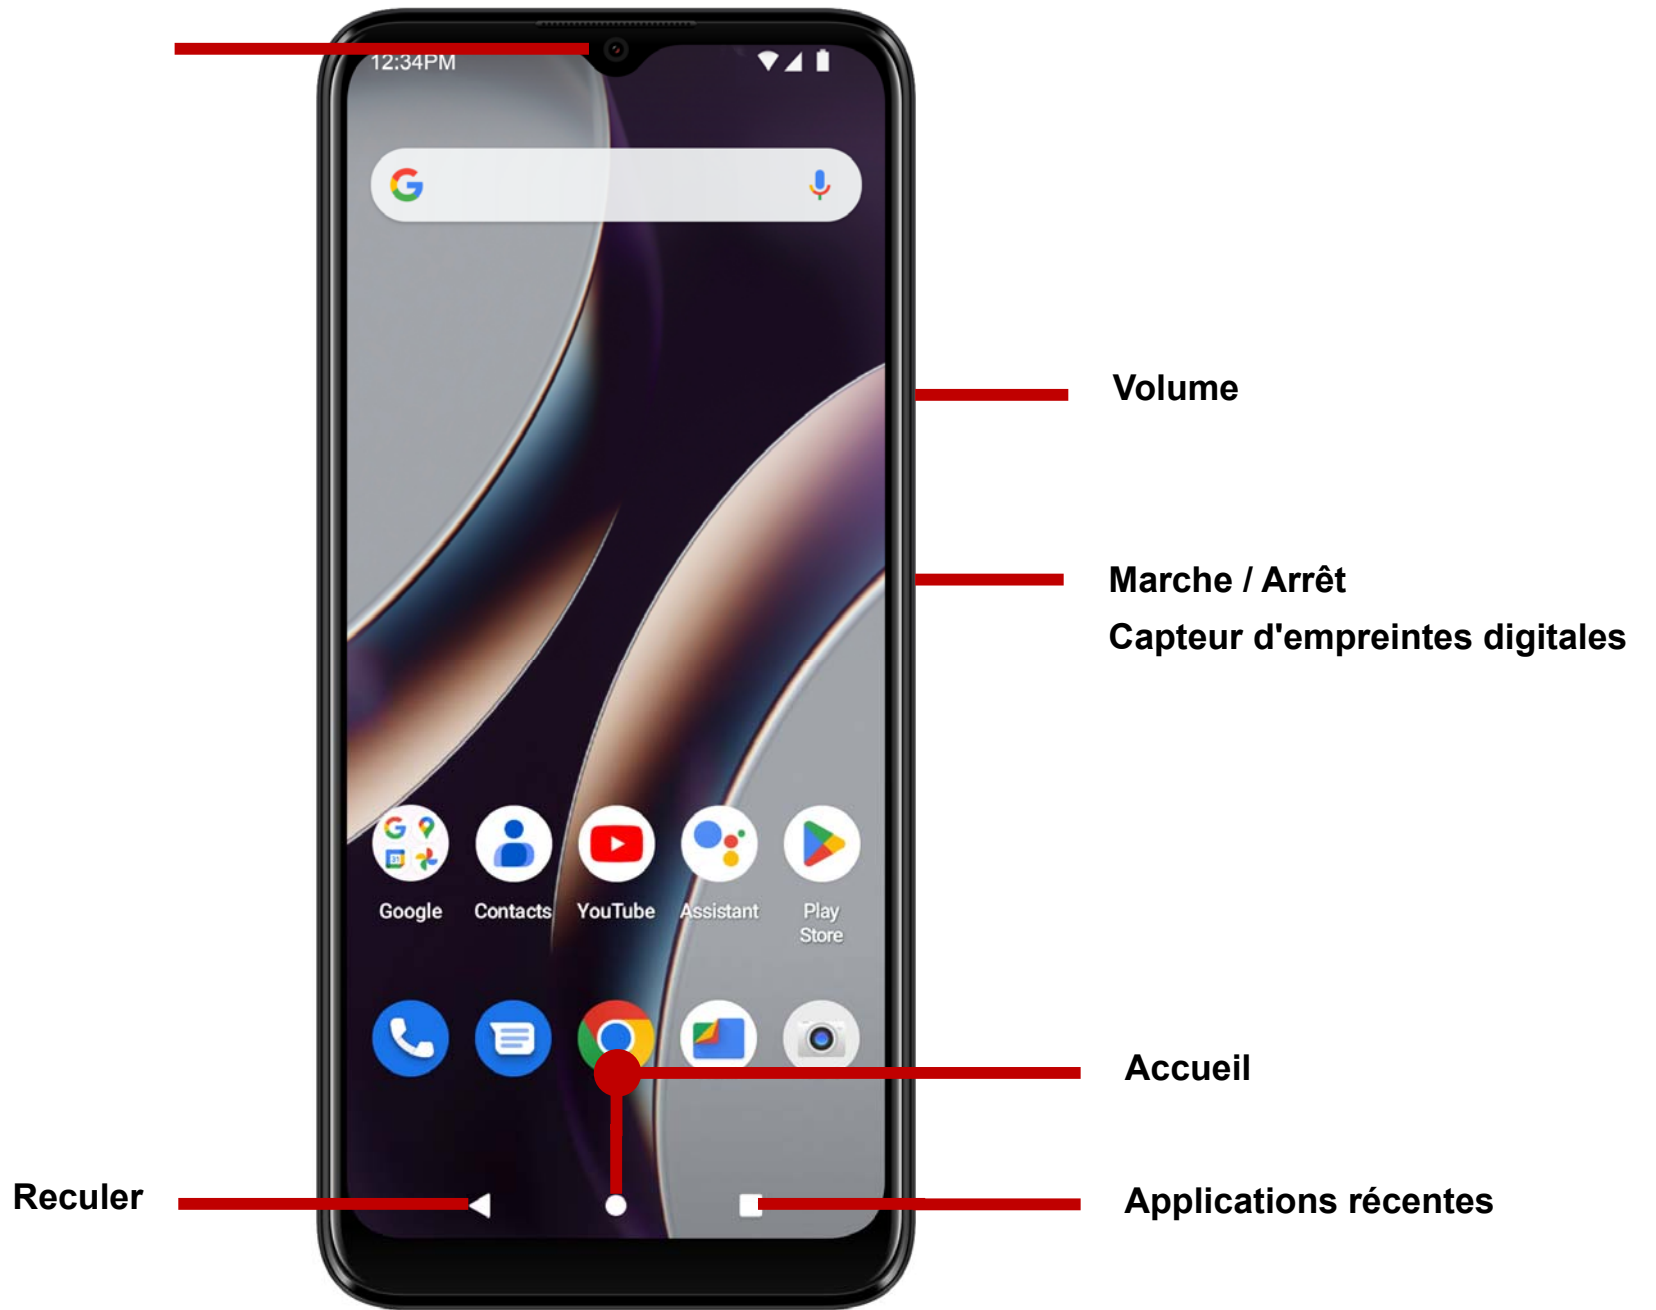 12:34PM
Volume
Marche / Arrêt
Capteur d'empreintes digitales
Google Contacts YouTube Assistant Play Store
Accueil
Reculer
Applications récentes